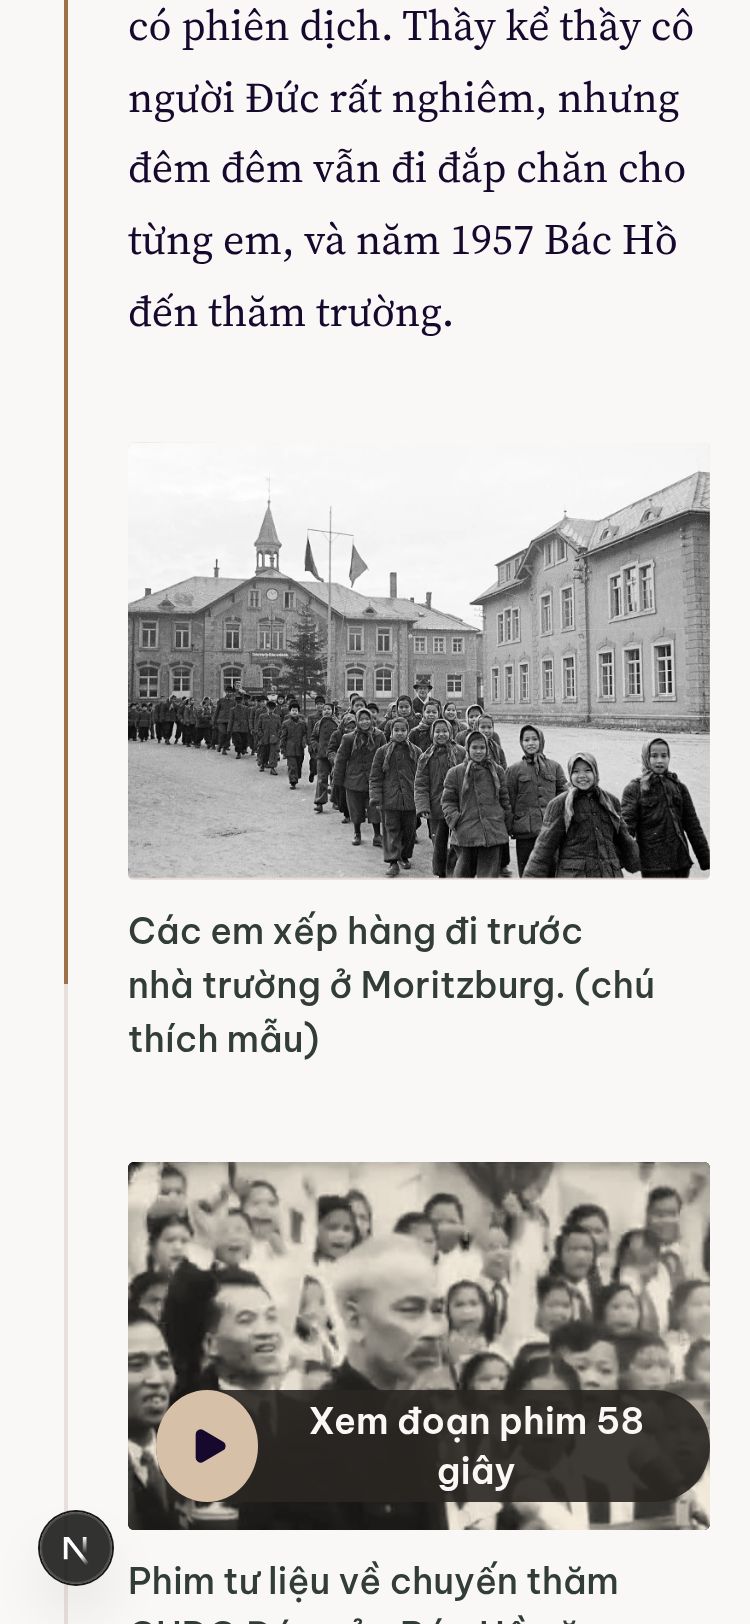 có phiên dịch. Thầy kể thầy cô
người Đức rất nghiêm, nhưng
đêm đêm vẫn đi đắp chăn cho
từng em, và năm 1957 Bác Hồ
đến thăm trường.
Các em xếp hàng đi trước
nhà trường ở Moritzburg. (chú
thích mẫu)
Xem đoạn phim 58
giây
N
Phim tư liệu về chuyến thăm